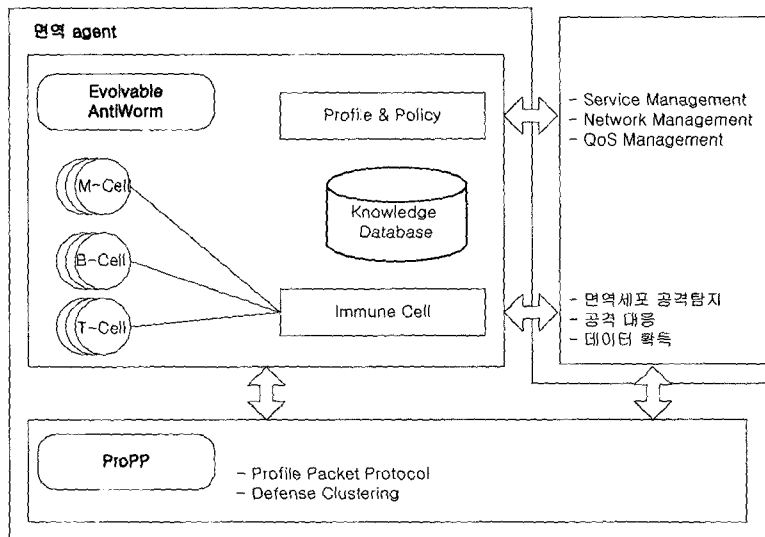 면역 agent
Evolvable
AntiWorm
Profile & Policy
M-Cell
B-Cell
T-Cell
Knowledge
Database
Immune Cell
- Service Management
- Network Management
- QoS Management
- 면역세포 공격탐지
- 공격 대응
- 데이터 획득
ProPP
- Profile Packet Protocol
- Defense Clustering